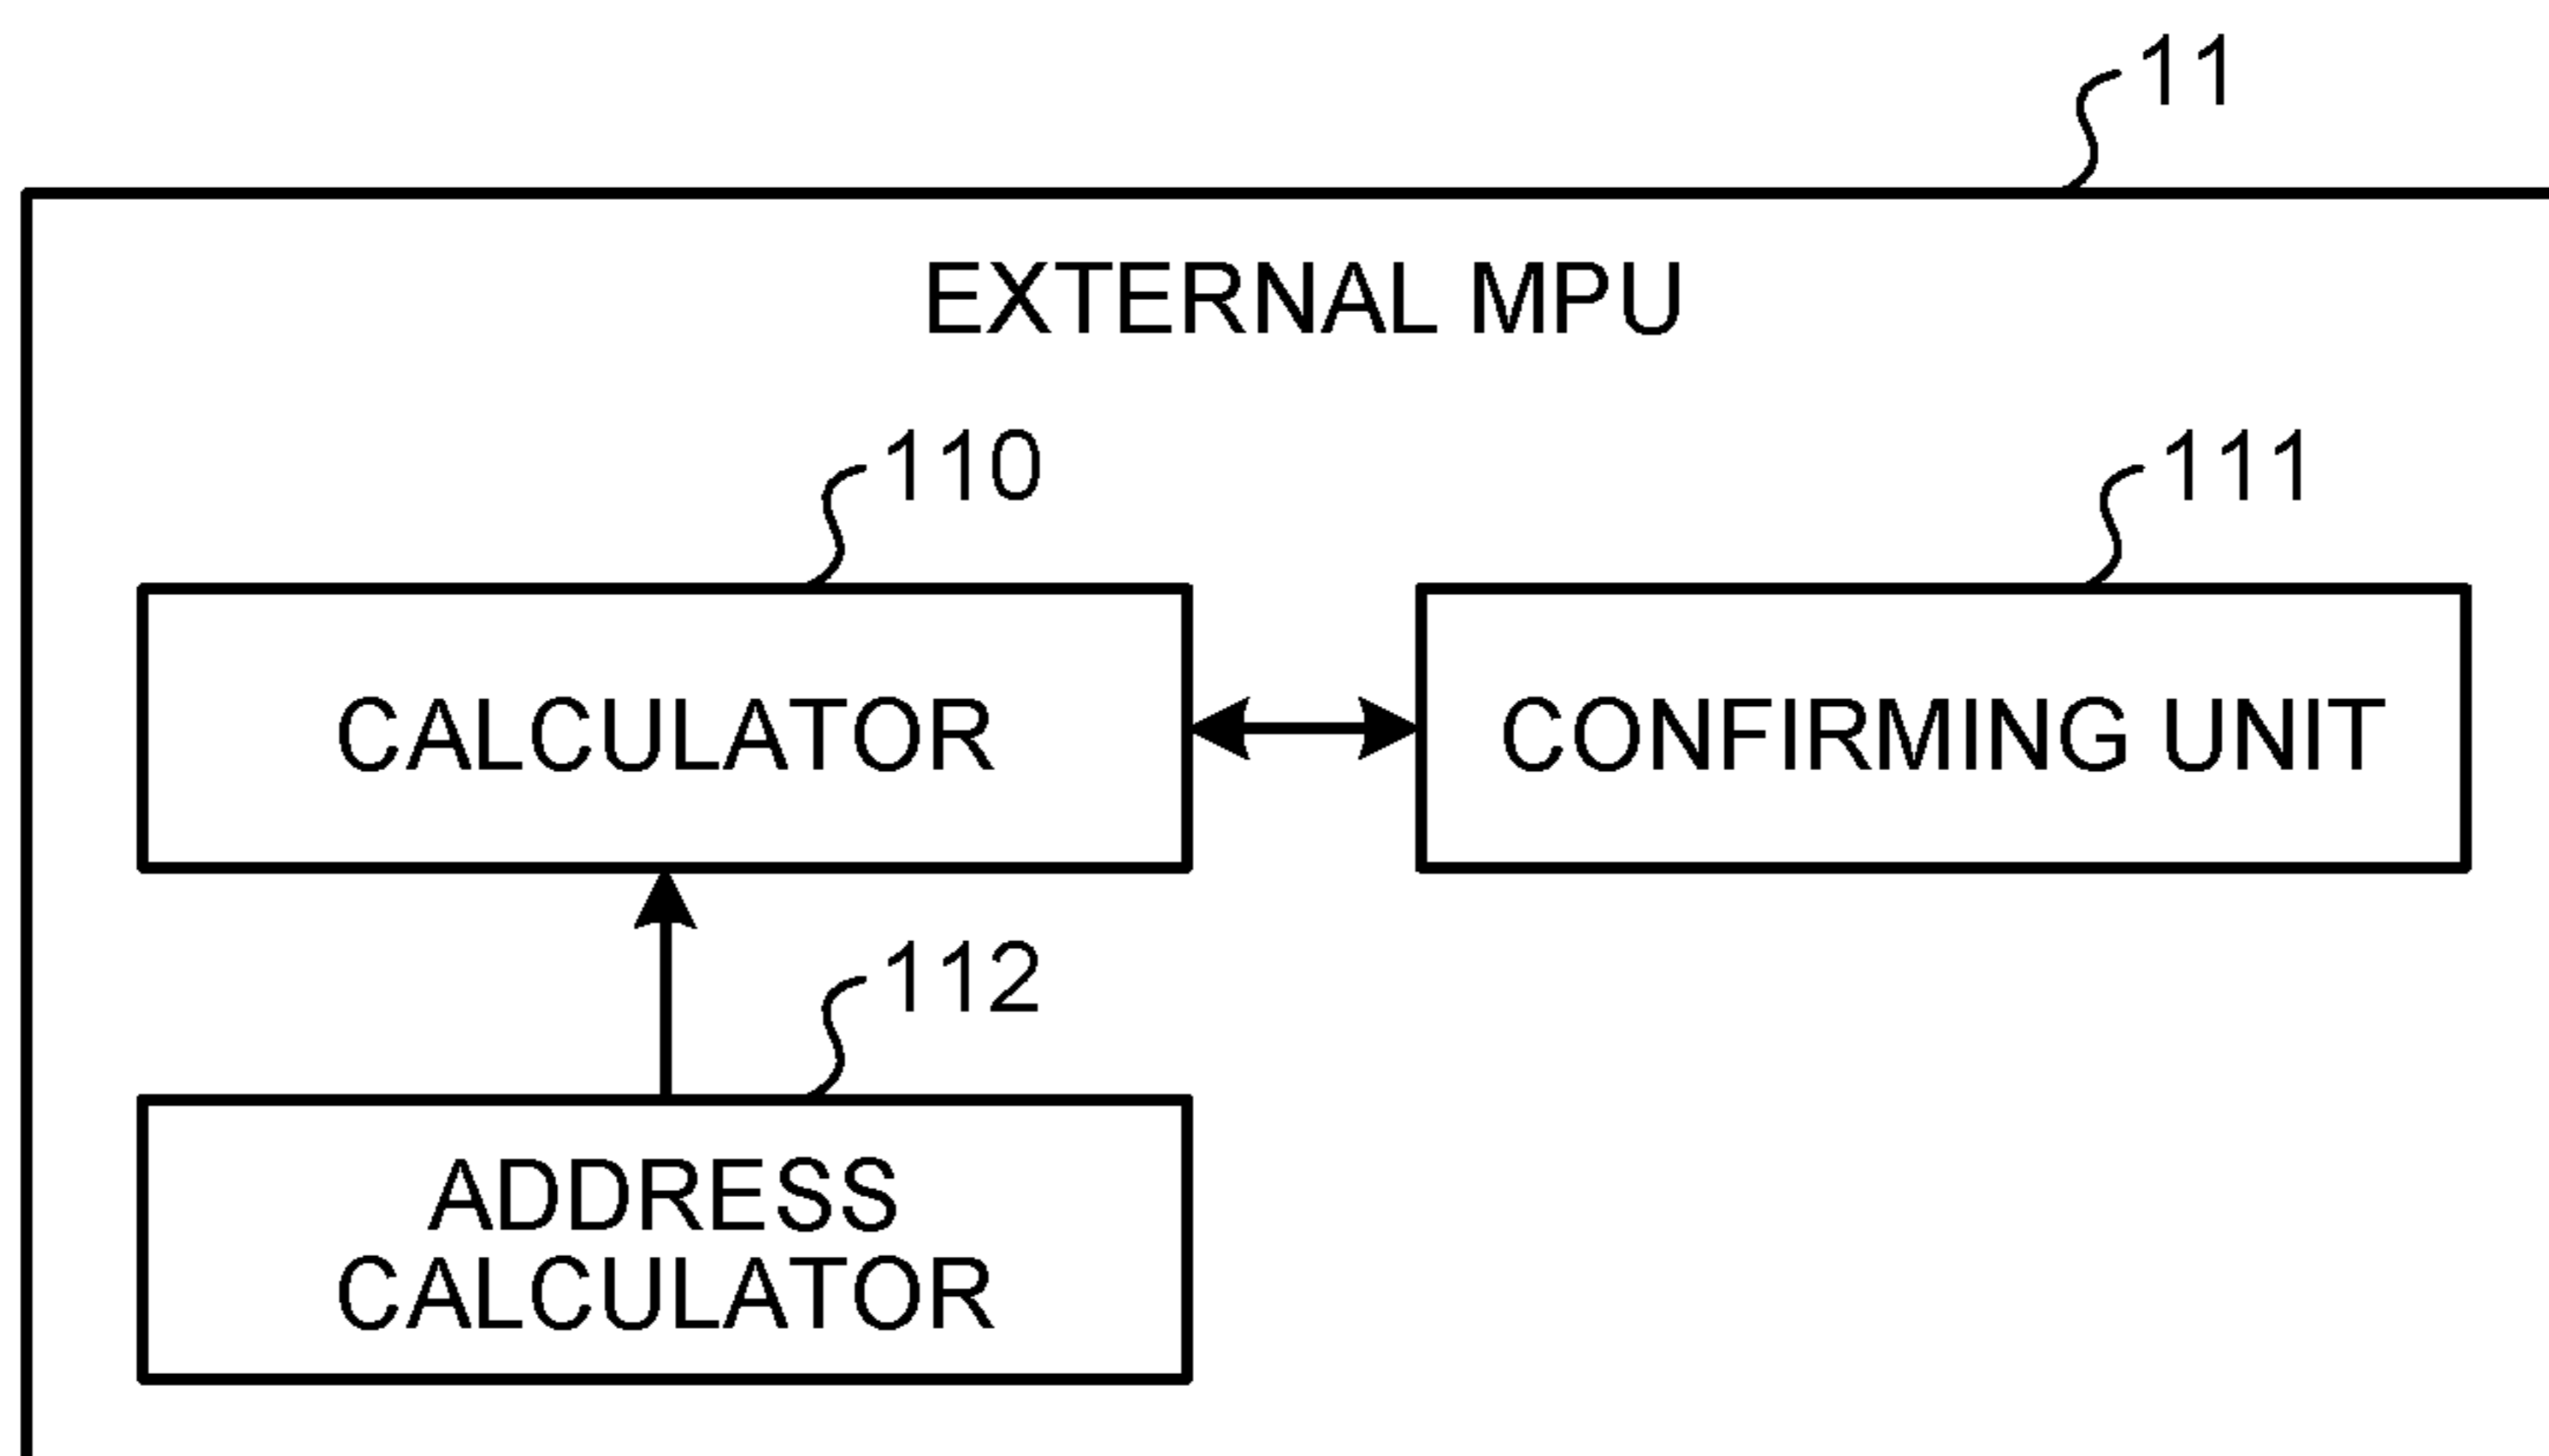 11
EXTERNAL MPU
110
111
CALCULATOR
CONFIRMING UNIT
112
ADDRESS
CALCULATOR